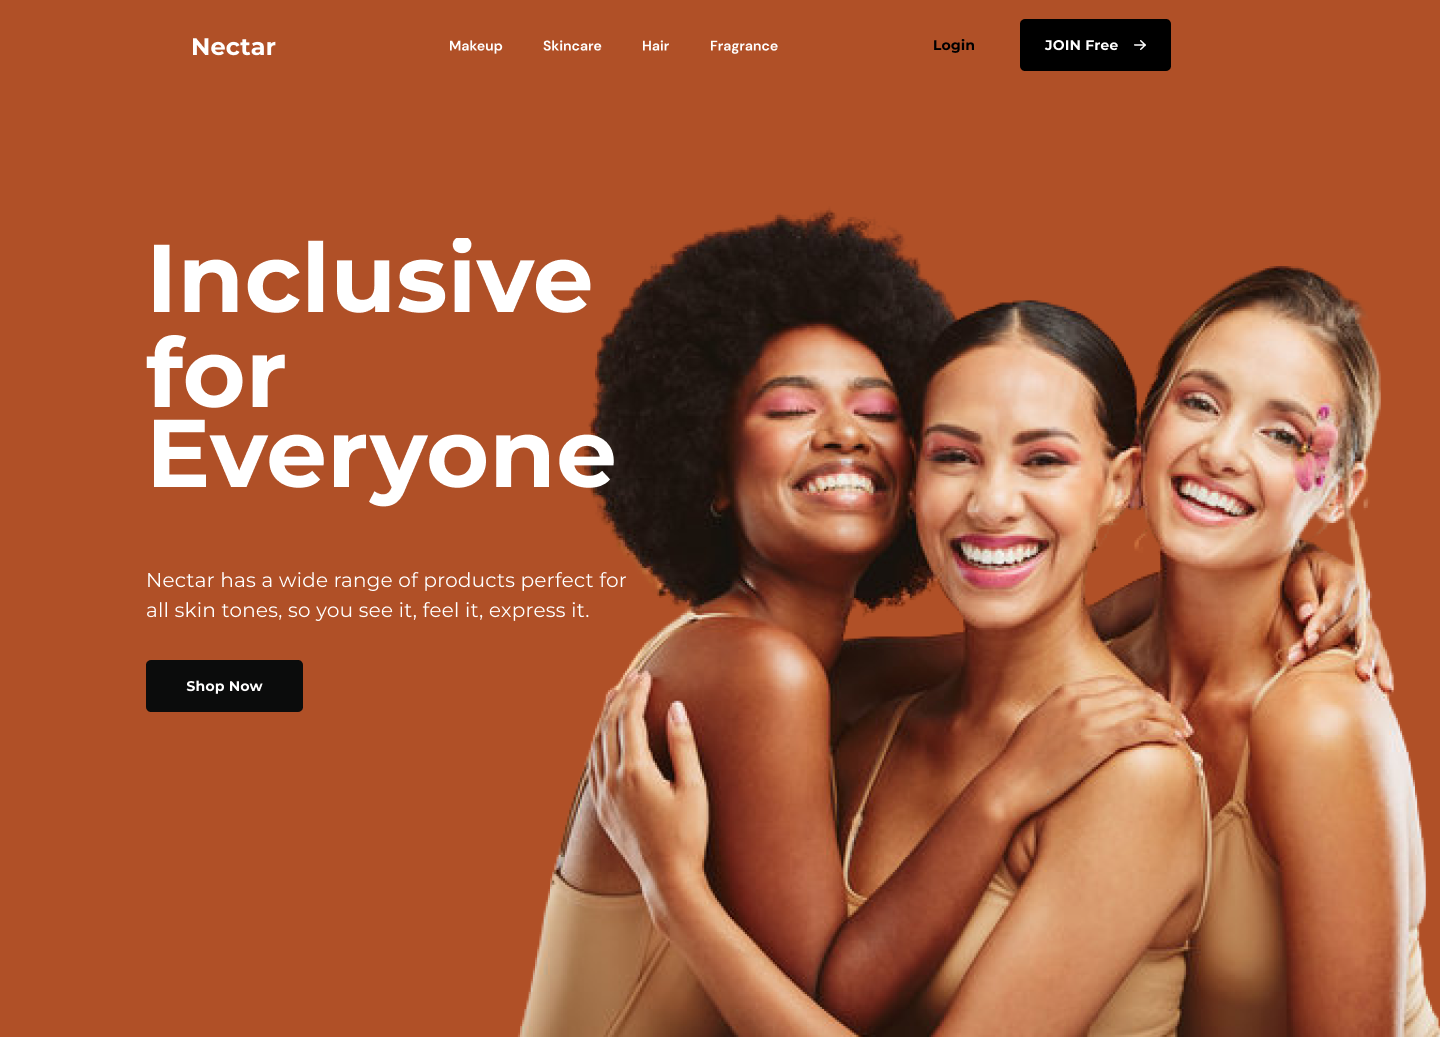 Nectar
Makeup Skincare Hair Fragrance
Login
JOIN Free →
Inclusive
for
Everyone
Nectar has a wide range of products perfect for
all skin tones, so you see it, feel it, express it.
Shop Now